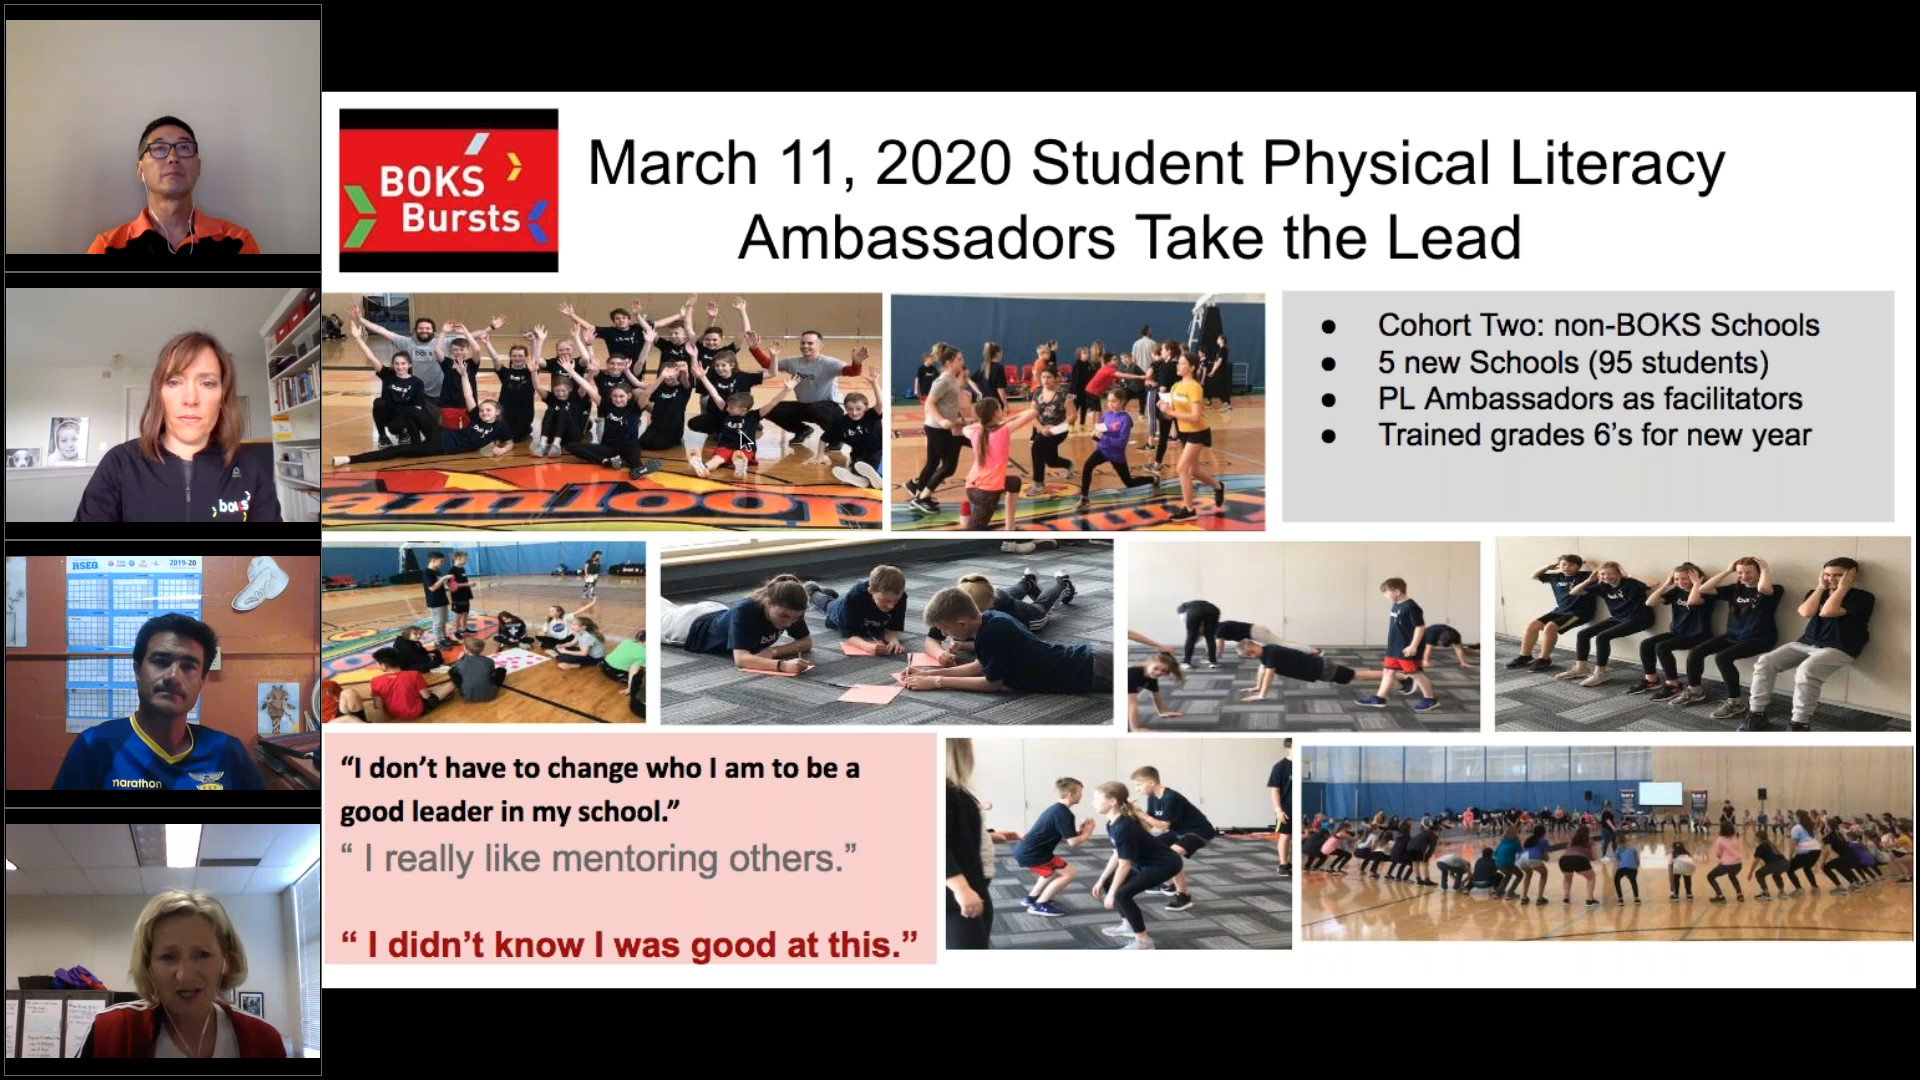 BOKS
Bursts
March 11, 2020 Student Physical Literacy
Ambassadors Take the Lead
● Cohort Two: non-BOKS Schools
● 5 new Schools (95 students)
● PL Ambassadors as facilitators
● Trained grades 6’s for new year
“I don’t have to change who I am to be a
good leader in my school.”
“ I really like mentoring others.”
“ I didn’t know I was good at this.”
boks
RSEQ
2019-20
marathon
amloop